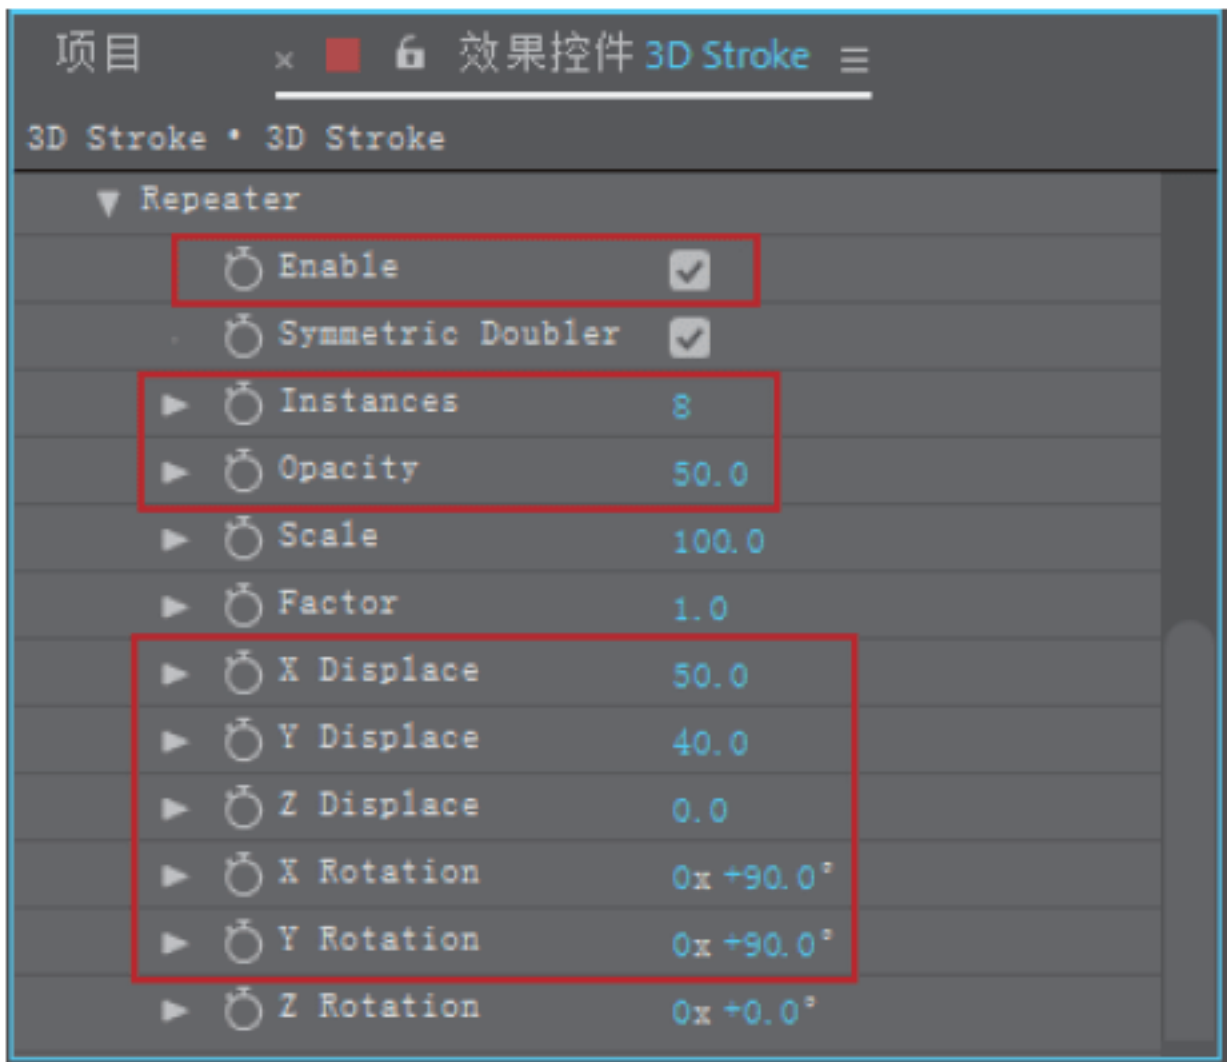 项目 × 效果控件 3D Stroke ≡
3D Stroke • 3D Stroke
Repeater
Enable
Symmetric Doubler
Instances 8
Opacity 50.0
Scale 100.0
Factor 1.0
X Displace 50.0
Y Displace 40.0
Z Displace 0.0
X Rotation 0x +90.0°
Y Rotation 0x +90.0°
Z Rotation 0x +0.0°